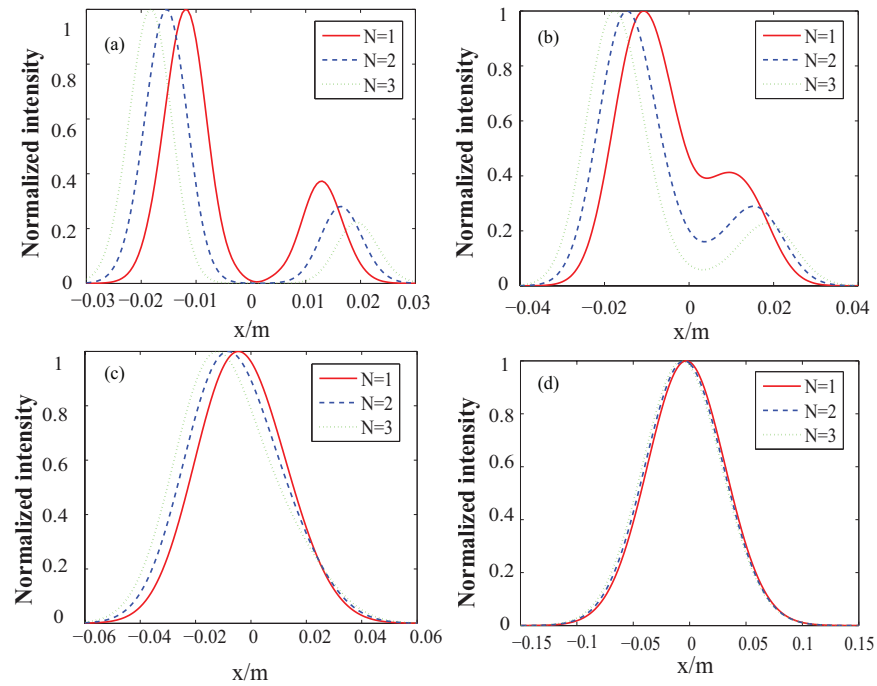 (a)
N=1
N=2
N=3
Normalized intensity
1
0.8
0.6
0.4
0.2
0
−0.03 −0.02 −0.01 0 0.01 0.02 0.03
x/m
(b)
N=1
N=2
N=3
Normalized intensity
1
0.8
0.6
0.4
0.2
0
−0.04 −0.02 0 0.02 0.04
x/m
(c)
N=1
N=2
N=3
Normalized intensity
1
0.8
0.6
0.4
0.2
0
−0.06 −0.04 −0.02 0 0.02 0.04 0.06
x/m
(d)
N=1
N=2
N=3
Normalized intensity
1
0.8
0.6
0.4
0.2
0
−0.15 −0.1 −0.05 0 0.05 0.10 0.15
x/m